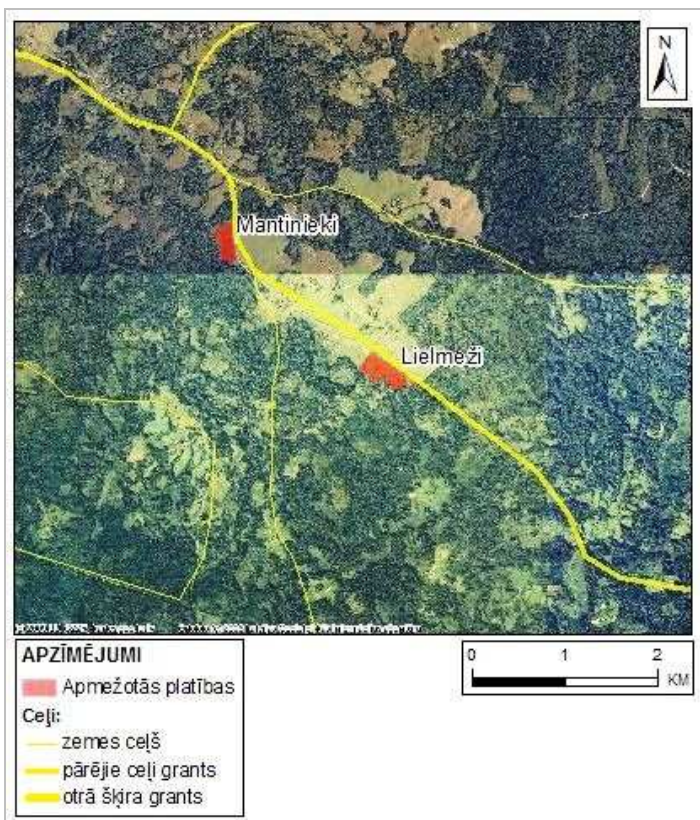 N
Mantinieki
Lielmeži
APZĪMĒJUMI
Apmežotās platības
Ceļi:
zemes ceļš
pārējie ceļi grants
otrā šķira grants
0 1 2
KM